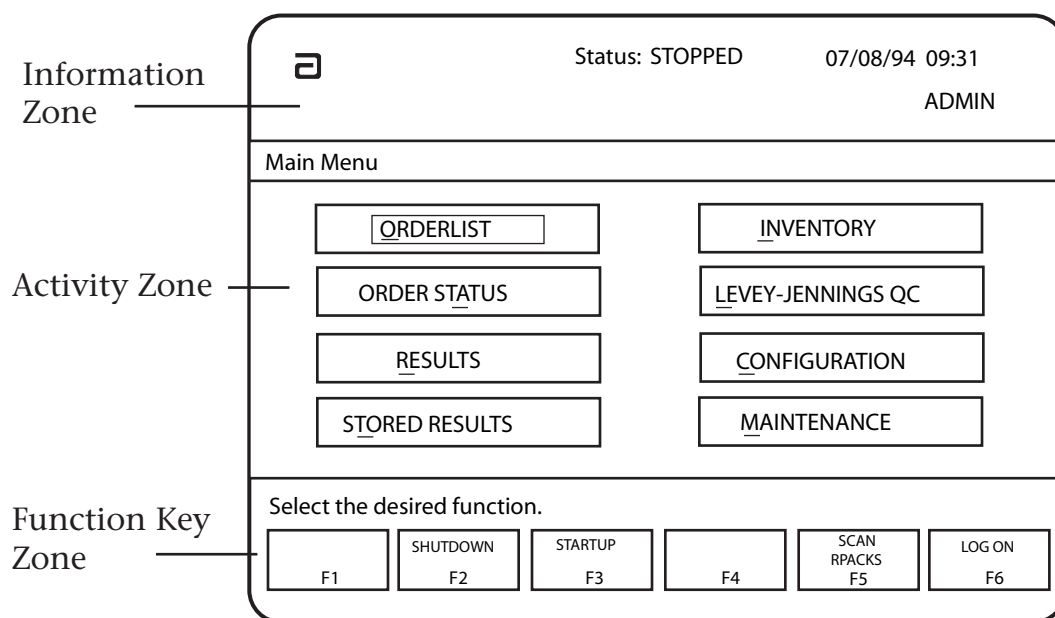 Information
Zone
a
Status: STOPPED
07/08/94 09:31
ADMIN
Main Menu
ORDERLIST
INVENTORY
Activity Zone
ORDER STATUS
LEVEY-JENNINGS QC
RESULTS
CONFIGURATION
STORED RESULTS
MAINTENANCE
Function Key
Zone
Select the desired function.
F1
SHUTDOWN
F2
STARTUP
F3
F4
SCAN
RPACKS
F5
LOG ON
F6